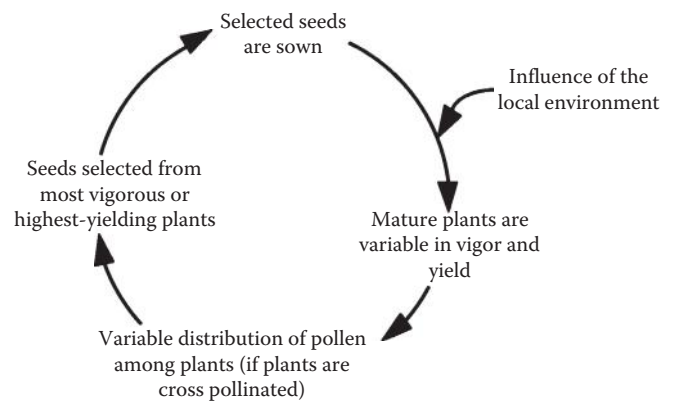 Selected seeds
are sown
Influence of the
local environment
Mature plants are
variable in vigor and
yield
Variable distribution of pollen
among plants (if plants are
cross pollinated)
Seeds selected from
most vigorous or
highest-yielding plants